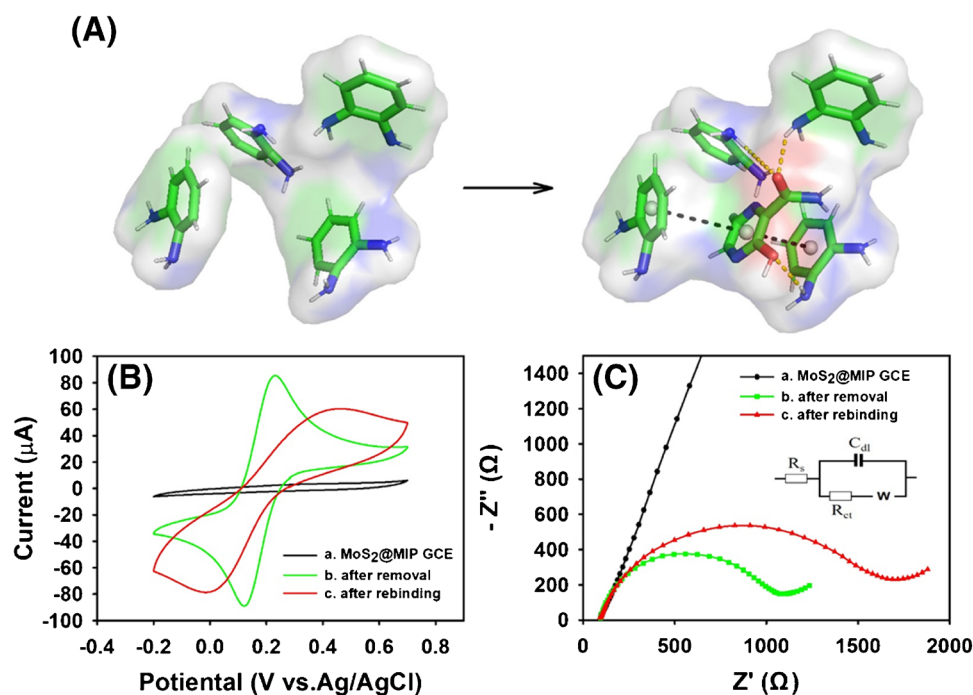 (A)
(B)
100
80
60
40
20
0
-20
-40
-60
-80
-100
Current (μA)
a. MoS2@MIP GCE
b. after removal
c. after rebinding
-0.4
-0.2
0.0
0.2
0.4
0.6
0.8
Potiental (V vs.Ag/AgCl)
(C)
1400
1200
1000
800
600
400
200
0
- Z" (Ω)
a. MoS2@MIP GCE
b. after removal
c. after rebinding
Cdl
Rs
Rct
W
0
500
1000
1500
2000
Z' (Ω)